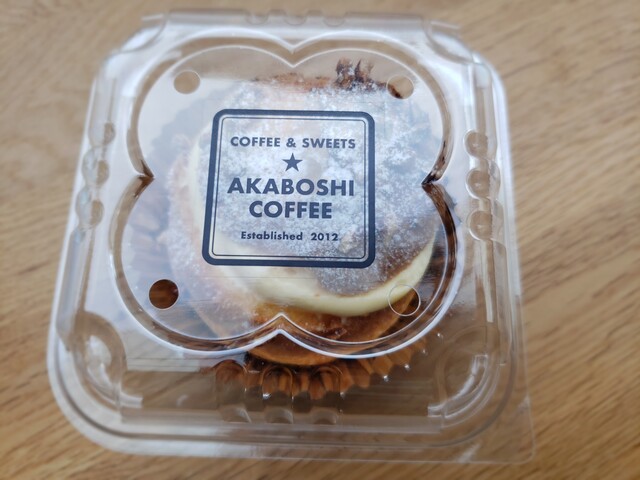 COFFEE & SWEETS
★
AKABOSHI
COFFEE
Established 2012